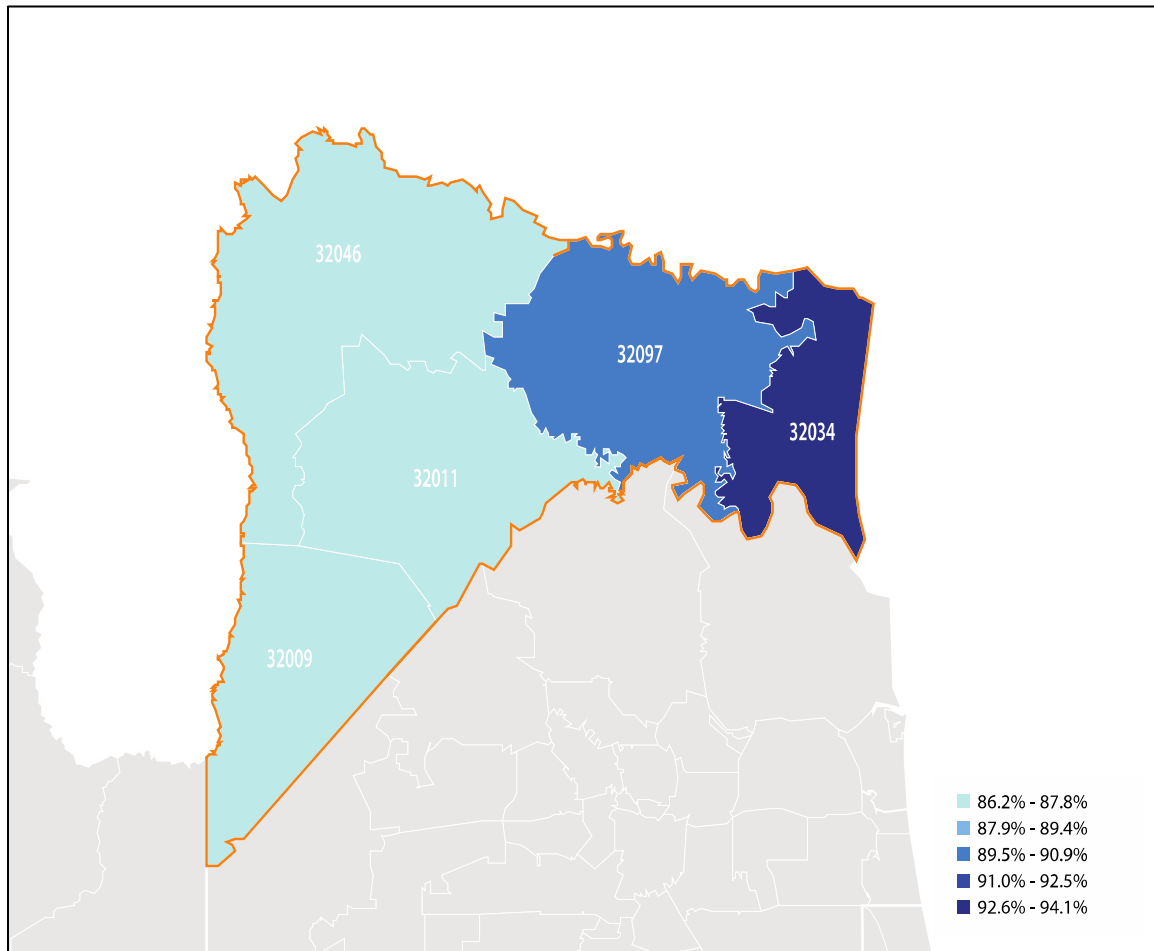 32046
32097
32034
32011
32009
86.2% - 87.8%
87.9% - 89.4%
89.5% - 90.9%
91.0% - 92.5%
92.6% - 94.1%